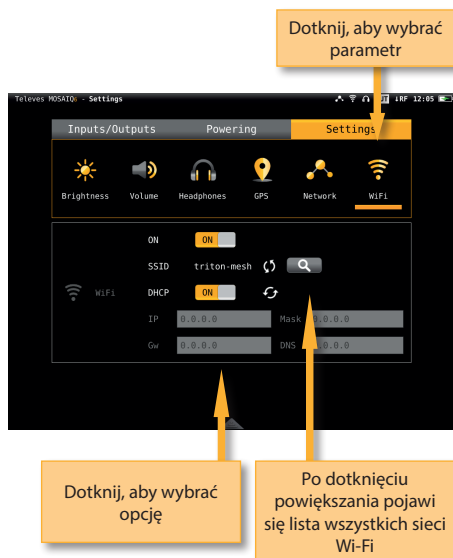 Dotknij, aby wybrać
parametr
Televes MOSAIQ6 - Settings
RF 12:05
Inputs/Outputs Powering Settings
Brightness Volume Headphones GPS Network WiFi
ON ON
SSID triton-mesh
WiFi DHCP ON
IP 0.0.0.0 Mask 0.0.0.0
Gw 0.0.0.0 DNS 0.0.0.0
Dotknij, aby wybrać
opcję
Po dotknięciu
powiększania pojawi
się lista wszystkich sieci
Wi-Fi